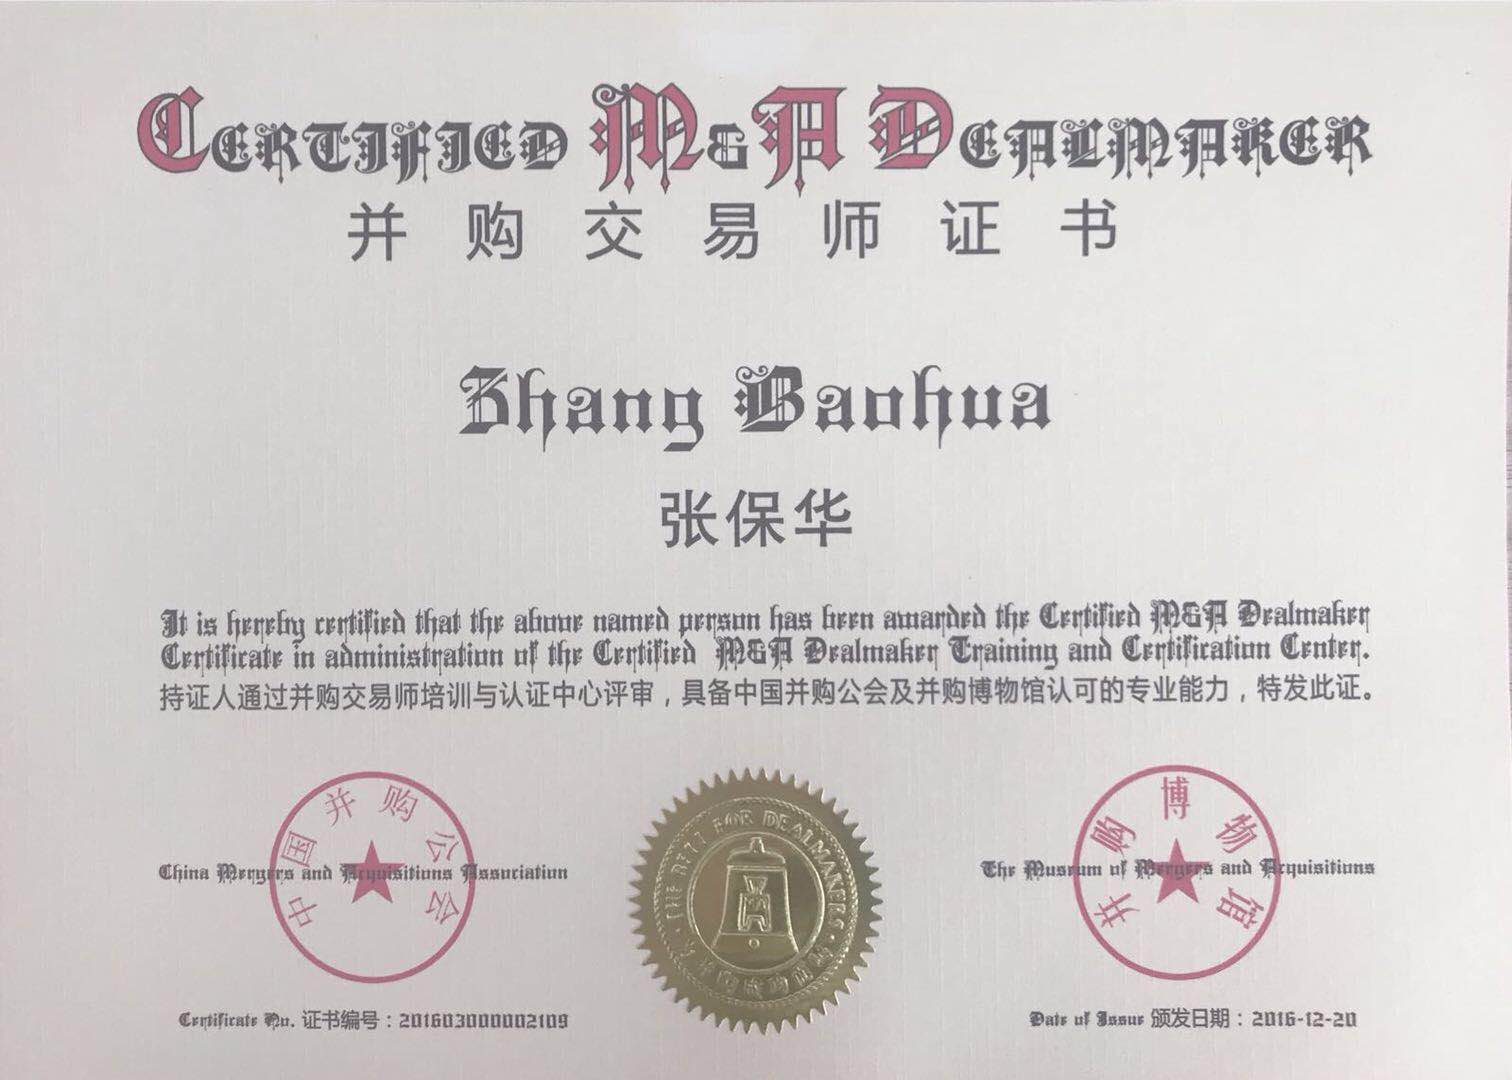 CERTIFIED M&A DEALMAKER
并购交易师证书
Zhang Baohua
张保华
It is hereby certified that the above named person has been awarded the Certified M&A Dealmaker
Certificate in administration of the Certified M&A Dealmaker Training and Certification Center.
持证人通过并购交易师培训与认证中心评审，具备中国并购公会及并购博物馆认可的专业能力，特发此证。
中国并购公会
China Mergers and Acquisitions Association
THE BELL FOR DEALMAKERS
并购博物馆
The Museum of Mergers and Acquisitions
Certificate No. 证书编号：201603000002109
Date of Issue 颁发日期：2016-12-20